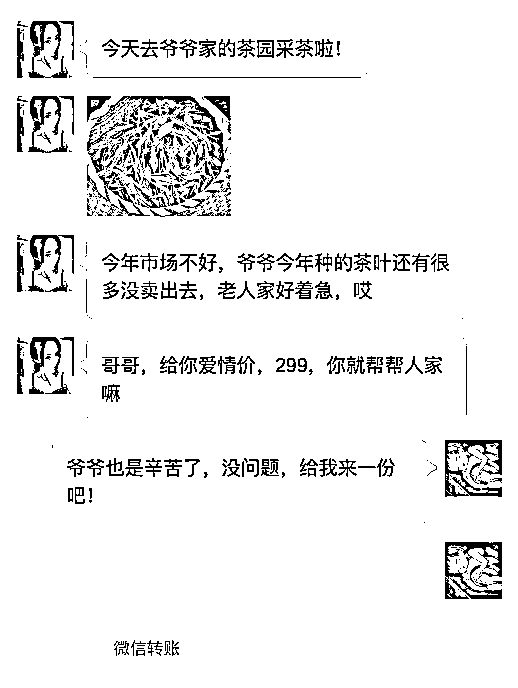 今天去爷爷家的茶园采茶啦！
今年市场不好，爷爷今年种的茶叶还有很
多没卖出去，老人家好着急，哎
哥哥，给你爱情价，299，你就帮帮人家
嘛
爷爷也是辛苦了，没问题，给我来一份
吧！
微信转账